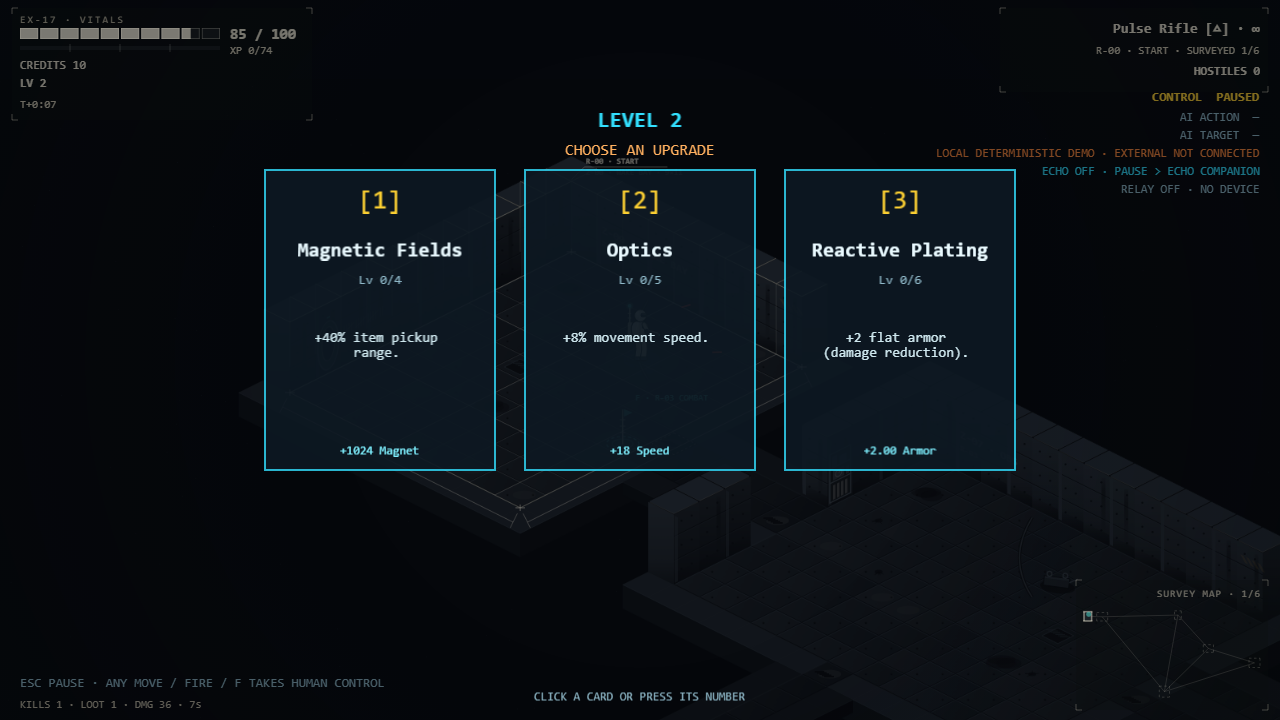 EX-17 · VITALS
85 / 100
XP 0/74
CREDITS 10
LV 2
T+0:07
Pulse Rifle [△] · ∞
R-00 · START · SURVEYED 1/6
HOSTILES 0
CONTROL PAUSED
AI ACTION —
AI TARGET —
LOCAL DETERMINISTIC DEMO · EXTERNAL NOT CONNECTED
ECHO OFF · PAUSE > ECHO COMPANION
RELAY OFF · NO DEVICE
LEVEL 2
CHOOSE AN UPGRADE
R-00 · START
[1]
Magnetic Fields
Lv 0/4
+40% item pickup
range.
+1024 Magnet
[2]
Optics
Lv 0/5
+8% movement speed.
+18 Speed
[3]
Reactive Plating
Lv 0/6
+2 flat armor
(damage reduction).
+2.00 Armor
SURVEY MAP · 1/6
ESC PAUSE · ANY MOVE / FIRE / F TAKES HUMAN CONTROL
KILLS 1 · LOOT 1 · DMG 36 · 7s
CLICK A CARD OR PRESS ITS NUMBER